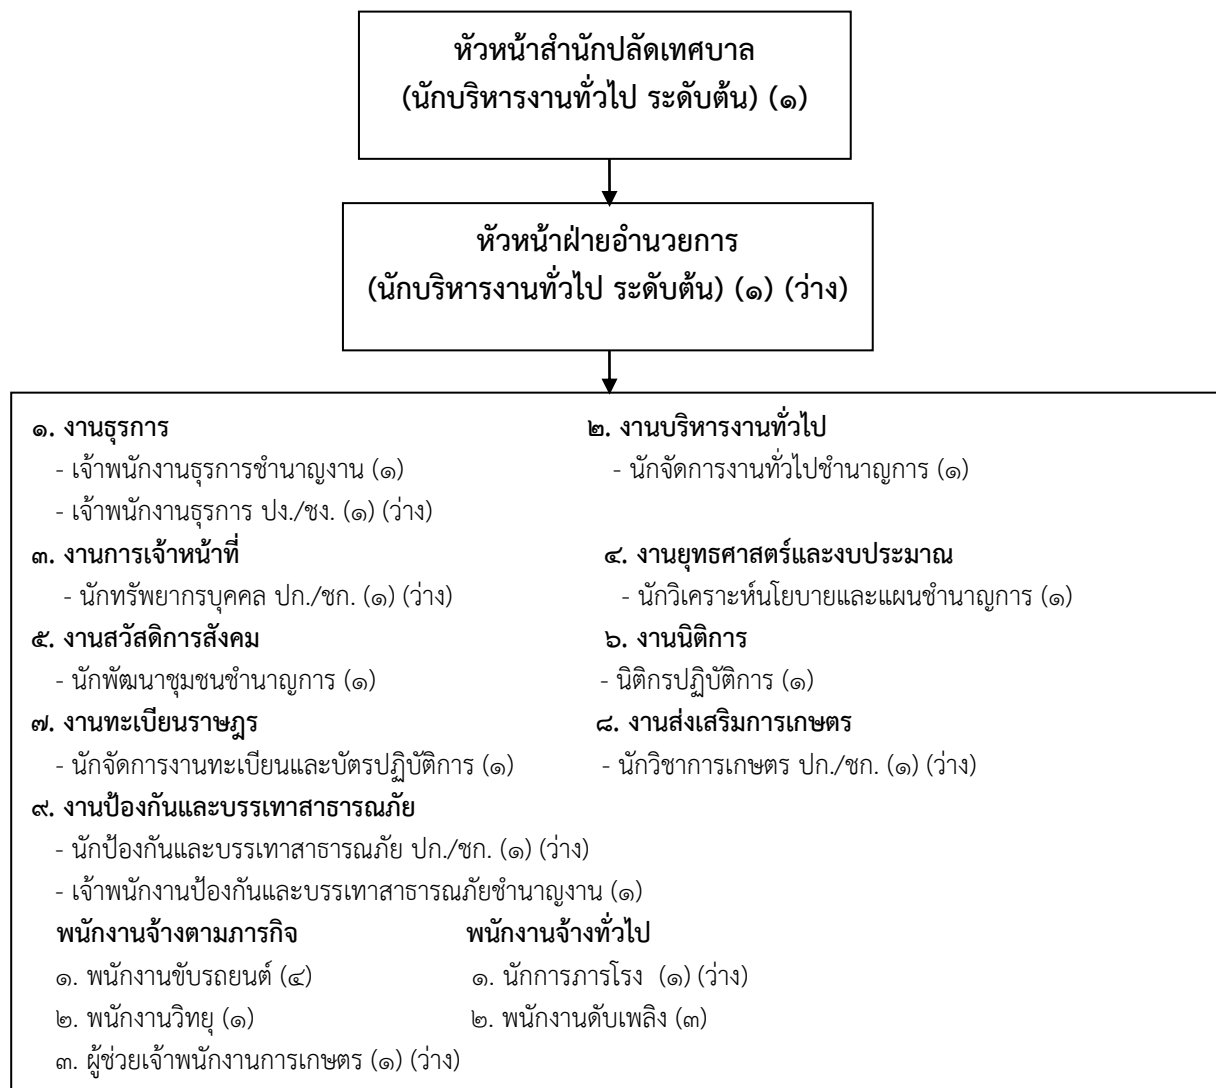 หัวหน้าสำนักปลัดเทศบาล
(นักบริหารงานทั่วไป ระดับต้น) (๑)
หัวหน้าฝ่ายอำนวยการ
(นักบริหารงานทั่วไป ระดับต้น) (๑) (ว่าง)
๑. งานธุรการ ๒. งานบริหารงานทั่วไป
- เจ้าพนักงานธุรการชำนาญงาน (๑) - นักจัดการงานทั่วไปชำนาญการ (๑)
- เจ้าพนักงานธุรการ ปง./ชง. (๑) (ว่าง)
๓. งานการเจ้าหน้าที่ ๔. งานยุทธศาสตร์และงบประมาณ
- นักทรัพยากรบุคคล ปก./ชก. (๑) (ว่าง) - นักวิเคราะห์นโยบายและแผนชำนาญการ (๑)
๕. งานสวัสดิการสังคม ๖. งานนิติการ
- นักพัฒนาชุมชนชำนาญการ (๑) - นิติกรปฏิบัติการ (๑)
๗. งานทะเบียนราษฎร ๘. งานส่งเสริมการเกษตร
- นักจัดการงานทะเบียนและบัตรปฏิบัติการ (๑) - นักวิชาการเกษตร ปก./ชก. (๑) (ว่าง)
๙. งานป้องกันและบรรเทาสาธารณภัย
- นักป้องกันและบรรเทาสาธารณภัย ปก./ชก. (๑) (ว่าง)
- เจ้าพนักงานป้องกันและบรรเทาสาธารณภัยชำนาญงาน (๑)
พนักงานจ้างตามภารกิจ พนักงานจ้างทั่วไป
๑. พนักงานขับรถยนต์ (๔) ๑. นักการภารโรง (๑) (ว่าง)
๒. พนักงานวิทยุ (๑) ๒. พนักงานดับเพลิง (๓)
๓. ผู้ช่วยเจ้าพนักงานการเกษตร (๑) (ว่าง)